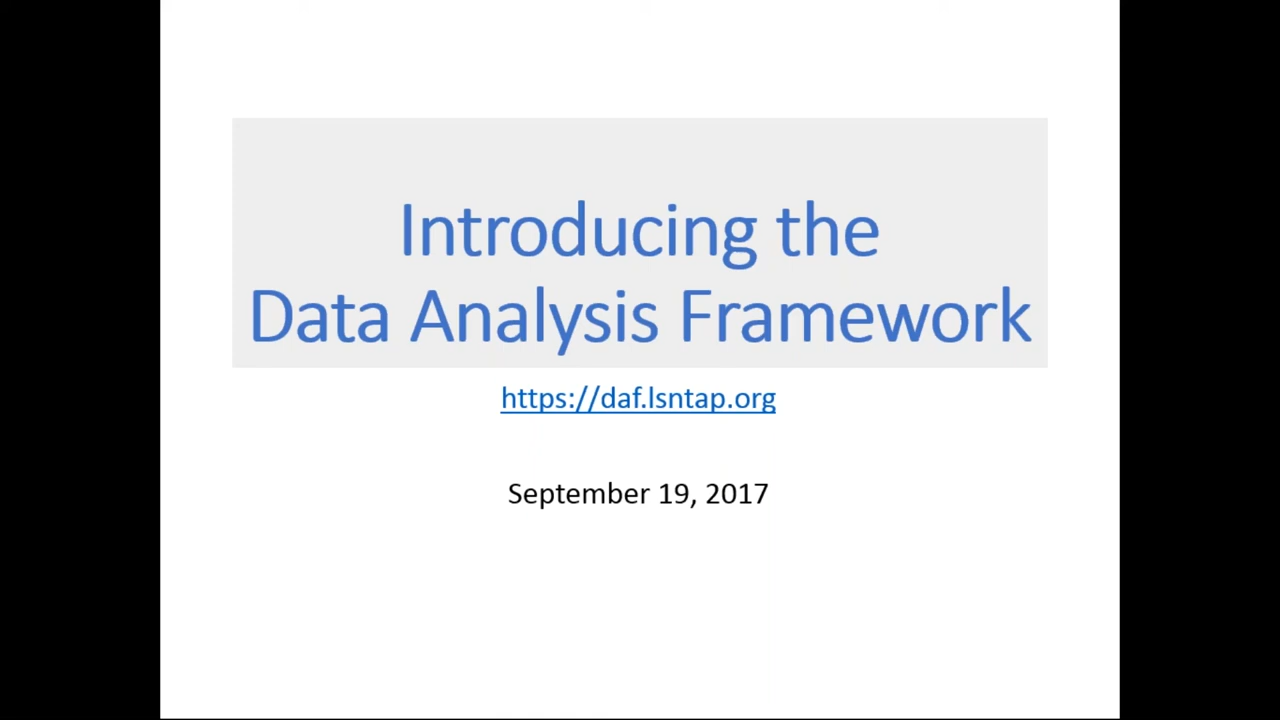 Introducing the
Data Analysis Framework
https://daf.lsntap.org
September 19, 2017